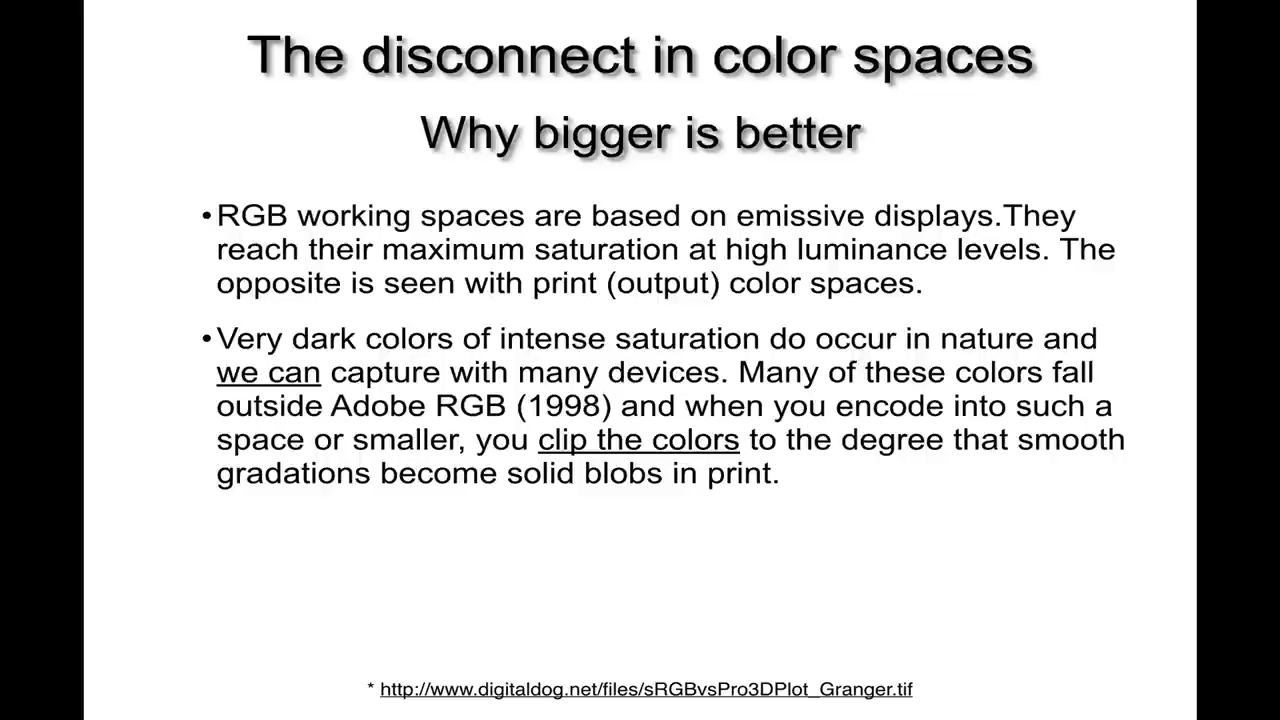 The disconnect in color spaces
Why bigger is better
•RGB working spaces are based on emissive displays.They
reach their maximum saturation at high luminance levels. The
opposite is seen with print (output) color spaces.
•Very dark colors of intense saturation do occur in nature and
we can capture with many devices. Many of these colors fall
outside Adobe RGB (1998) and when you encode into such a
space or smaller, you clip the colors to the degree that smooth
gradations become solid blobs in print.
* http://www.digitaldog.net/files/sRGBvsPro3DPlot_Granger.tif